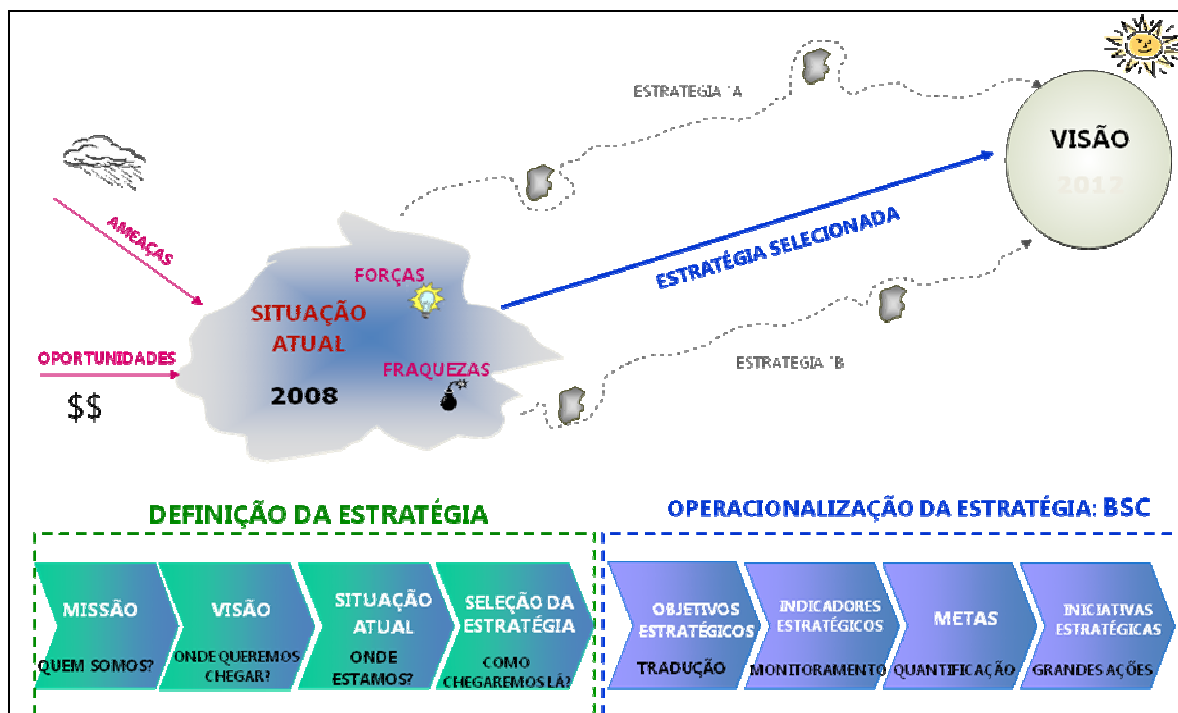 ESTRATEGIA 'A
VISÃO
2012
AMEAÇAS
ESTRATÉGIA SELECIONADA
FORÇAS
SITUAÇÃO
ATUAL
OPORTUNIDADES
$$
FRAQUEZAS
2008
ESTRATEGIA 'B
DEFINIÇÃO DA ESTRATÉGIA
OPERACIONALIZAÇÃO DA ESTRATÉGIA: BSC
MISSÃO
QUEM SOMOS?
VISÃO
ONDE QUEREMOS
CHEGAR?
SITUAÇÃO
ATUAL
ONDE
ESTAMOS?
SELEÇÃO DA
ESTRATÉGIA
COMO
CHEGAREMOS LÁ?
OBJETIVOS
ESTRATÉGICOS
TRADUÇÃO
INDICADORES
ESTRATÉGICOS
MONITORAMENTO
METAS
QUANTIFICAÇÃO
INICIATIVAS
ESTRATÉGICAS
GRANDES AÇÕES